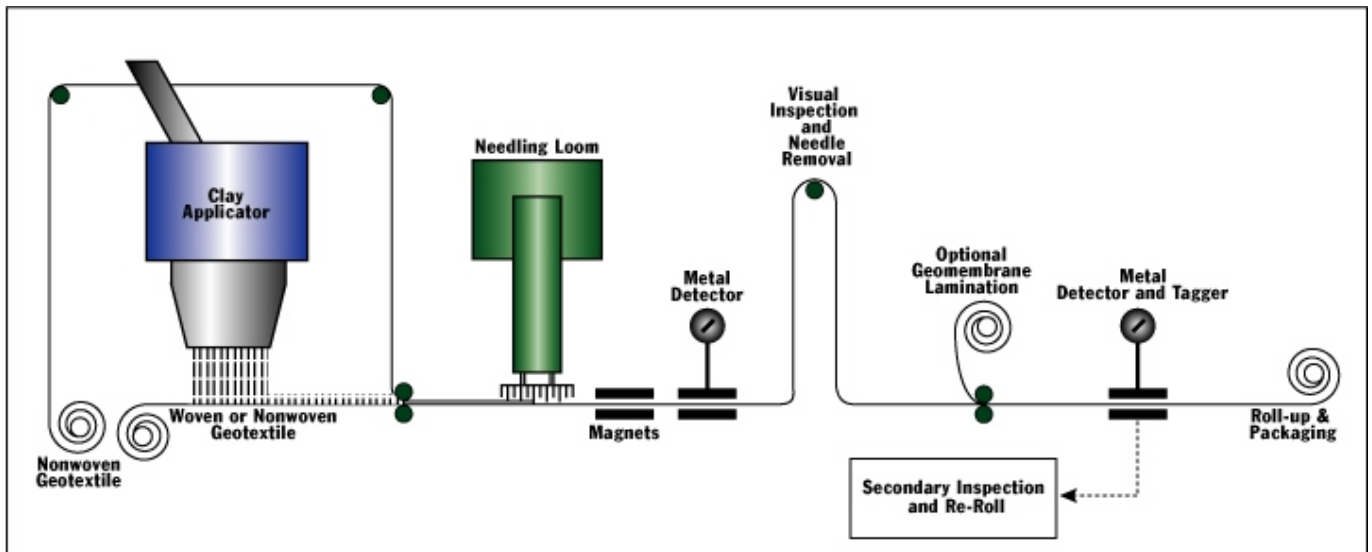 Visual
Inspection
and
Needle
Removal
Needling Loom
Clay
Applicator
Optional
Geomembrane
Lamination
Metal
Detector
Metal
Detector and Tagger
Woven or Nonwoven
Geotextile
Magnets
Roll-up &
Packaging
Nonwoven
Geotextile
Secondary Inspection
and Re-Roll